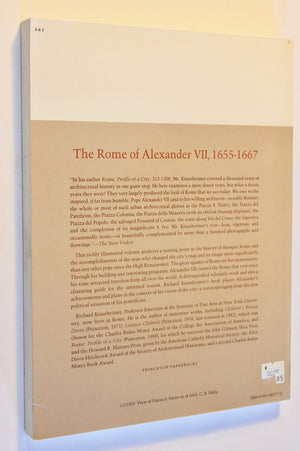 ART
The Rome of Alexander VII, 1655-1667
"In his earlier Rome: Profile of a City, 312-1308, Mr. Krautheimer covered a thousand years of
architectural history in one giant step. He here examines a mere dozen years, but what a dozen
years they were! They very largely produced the look of Rome that we see today. We owe to the
inspired, if far from humble, Pope Alexander VII (and to his willing architects—notably Bernini)
the whole or most of such urban architectural glories as the Piazza S. Pietro, the Piazza del
Pantheon, the Piazza Colonna, the Piazza della Minerva (with its obelisk-bearing elephant), the
Piazza del Popolo, the salvaged Pyramid of Cestius, the route along Via del Corso, the Sapienza
and the completion of its magnificent S. Ivo. Mr. Krautheimer's text—lean, vigorous, and
occasionally ironic—is beautifully complemented by more than a hundred photographs and
drawings."—The New Yorker
This richly illustrated volume analyzes a turning point in the history of Baroque Rome and
the accomplishments of the man who changed the city's map and its image more significantly
than any other pope since the High Renaissance. The great squares of Rome are his monuments.
Through his building and renovating programs, Alexander VII created the Rome that ever since
his time attracted travelers from all over the world. A distinguished scholarly work and also a
charming guide for the informed tourist, Richard Krautheimer's book places Alexander's
achievements and plans in the context of his vision of the city: a vision springing from the new
political situation of his pontificate.
Richard Krautheimer, Professor Emeritus of the Institute of Fine Arts at New York Univer-
sity, now lives in Rome. He is the author of numerous works, including Ghiberti's Bronze
Doors (Princeton, 1971), Lorenzo Ghiberti (Princeton, 1956, last reissued in 1982), which was
chosen for the Charles Rufus Morey Award of the College Art Association of America, and
Rome: Profile of a City (Princeton, 1980), for which he received the John Gilmary Shea Prize
and the Howard R. Marraro Prize, given by the American Catholic Historical Society, the Alice
Davis Hitchcock Award of the Society of Architectural Historians, and a second Charles Rufus
Morey Book Award.
PRINCETON PAPERBACKS
COVER: View of Piazza S. Pietro as of 1665, G. B. Falda